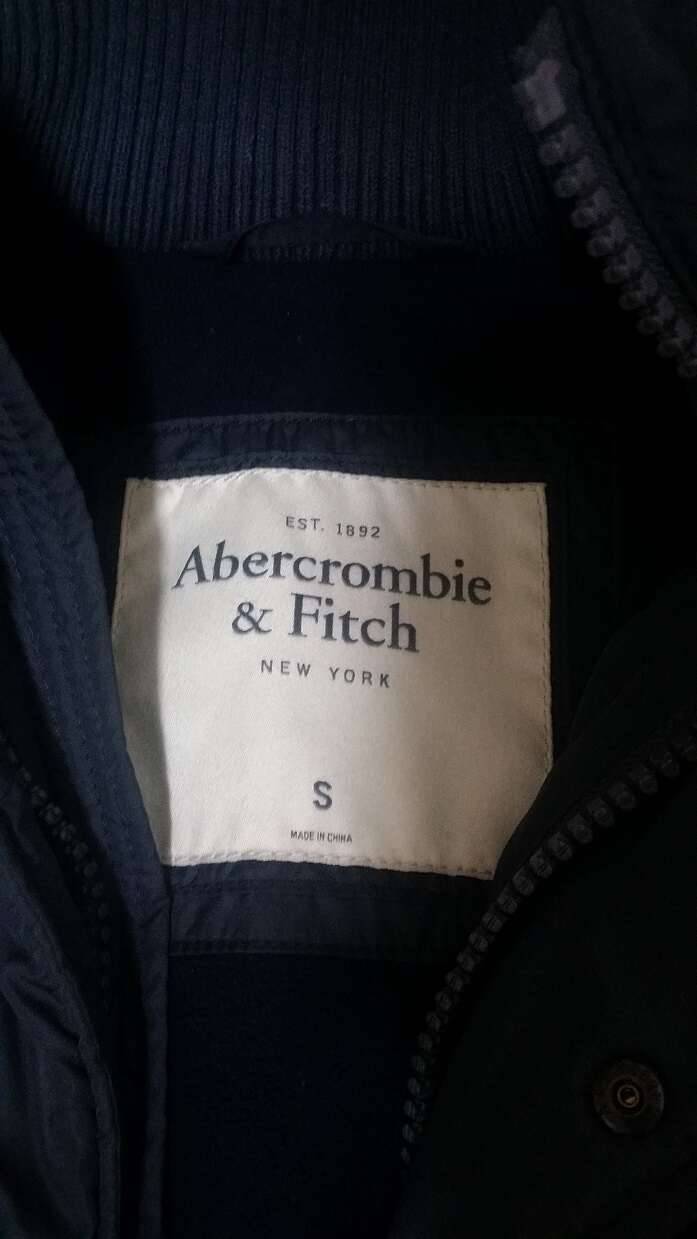 EST. 1892
Abercrombie
& Fitch
NEW YORK
S
MADE IN CHINA